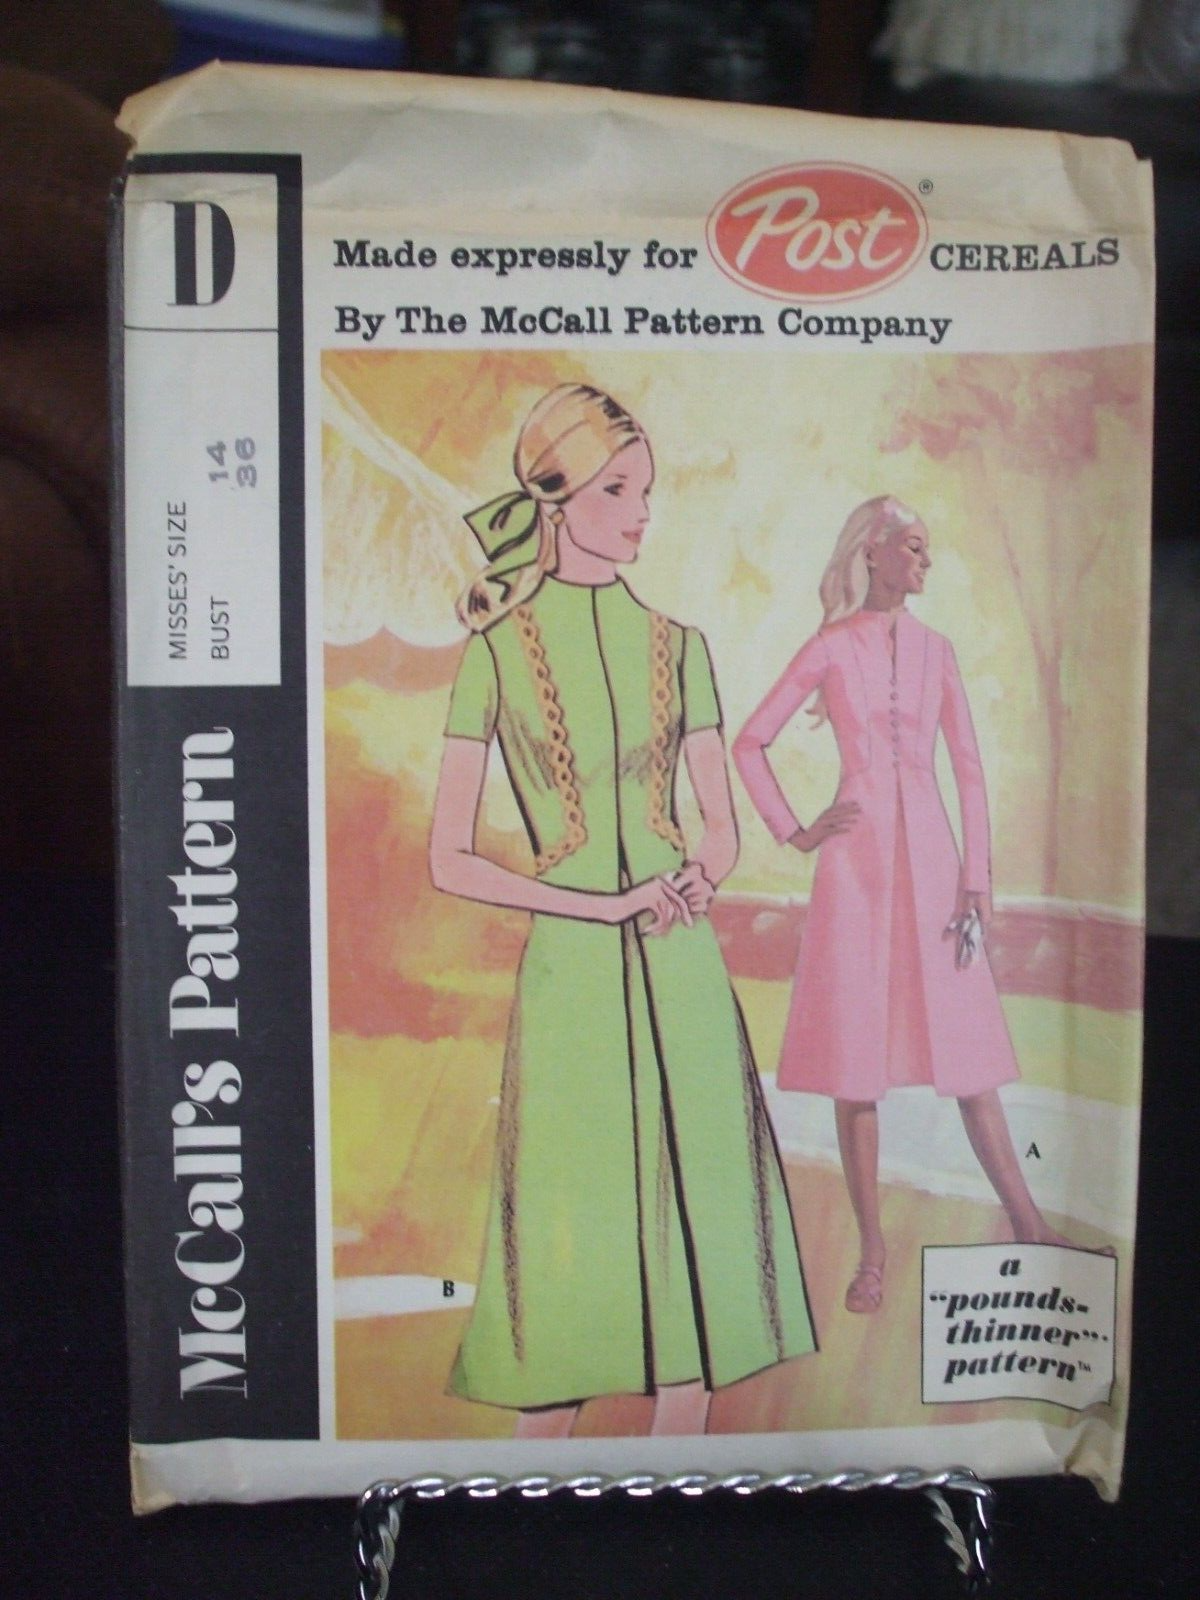 D
Made expressly for Post® CEREALS
By The McCall Pattern Company
MISSES' SIZE 14
BUST 36
McCall's Pattern
A
B
a
"pounds-
thinner"
pattern™